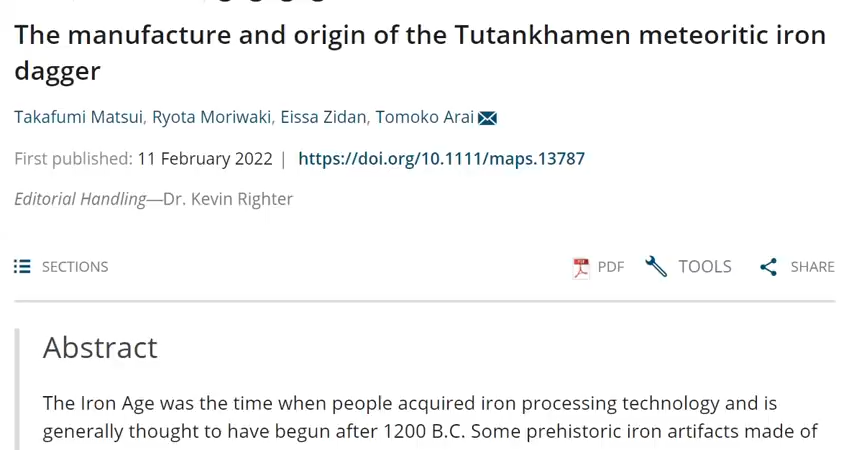 The manufacture and origin of the Tutankhamen meteoritic iron
dagger
Takafumi Matsui, Ryota Moriwaki, Eissa Zidan, Tomoko Arai
First published: 11 February 2022 | https://doi.org/10.1111/maps.13787
Editorial Handling—Dr. Kevin Righter
SECTIONS PDF TOOLS SHARE
Abstract
The Iron Age was the time when people acquired iron processing technology and is
generally thought to have begun after 1200 B.C. Some prehistoric iron artifacts made of